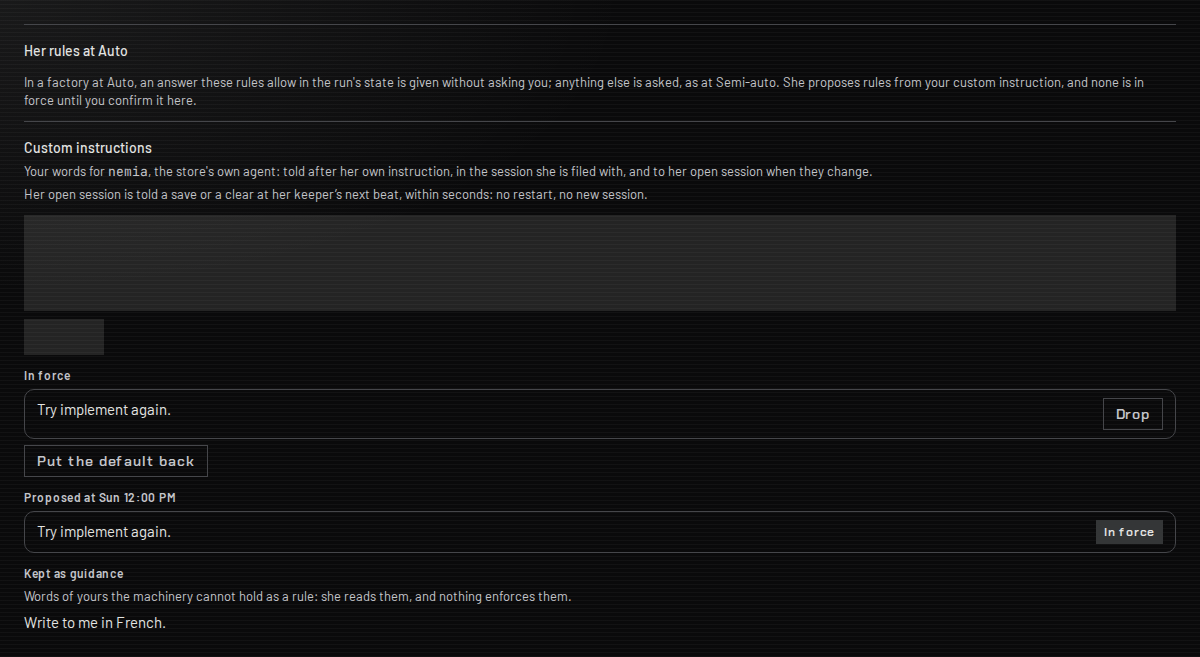 Her rules at Auto
In a factory at Auto, an answer these rules allow in the run's state is given without asking you; anything else is asked, as at Semi-auto. She proposes rules from your custom instruction, and none is in
force until you confirm it here.
Custom instructions
Your words for nemia, the store's own agent: told after her own instruction, in the session she is filed with, and to her open session when they change.
Her open session is told a save or a clear at her keeper's next beat, within seconds: no restart, no new session.
In force
Try implement again.
Drop
Put the default back
Proposed at Sun 12:00 PM
Try implement again.
In force
Kept as guidance
Words of yours the machinery cannot hold as a rule: she reads them, and nothing enforces them.
Write to me in French.